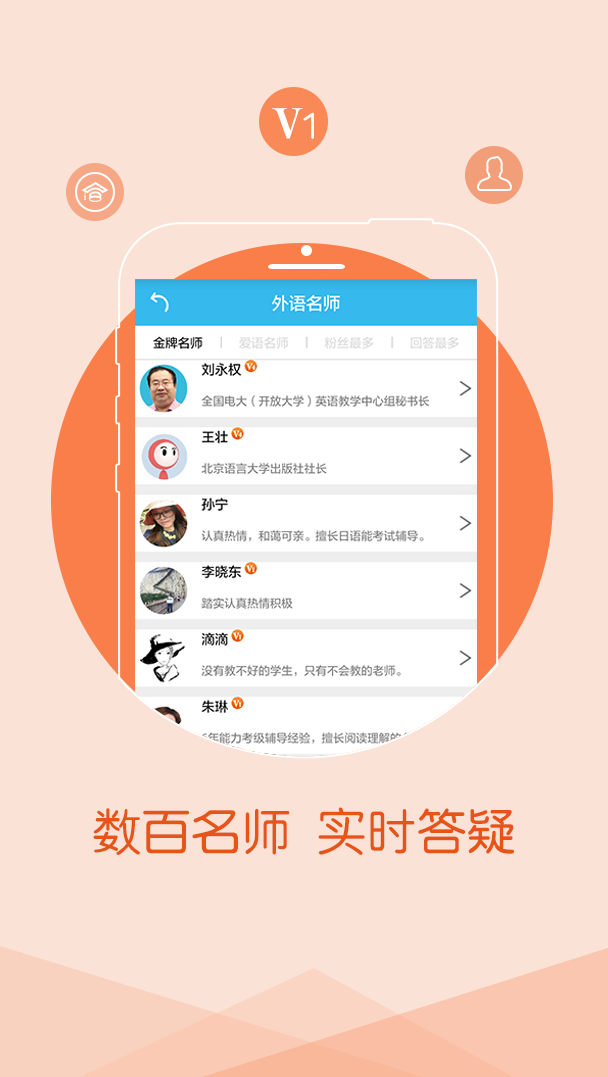 V1
外语名师
金牌名师 | 爱语名师 | 粉丝最多 | 回答最多
刘永权 V4
全国电大（开放大学）英语教学中心组秘书长
王壮 V4
北京语言大学出版社社长
孙宁
认真热情，和蔼可亲。擅长日语能考试辅导。
李晓东 V1
踏实认真热情积极
滴滴 V1
没有教不好的学生，只有不会教的老师。
朱琳 V1
年能力考级辅导经验，擅长阅读理解的
数百名师 实时答疑